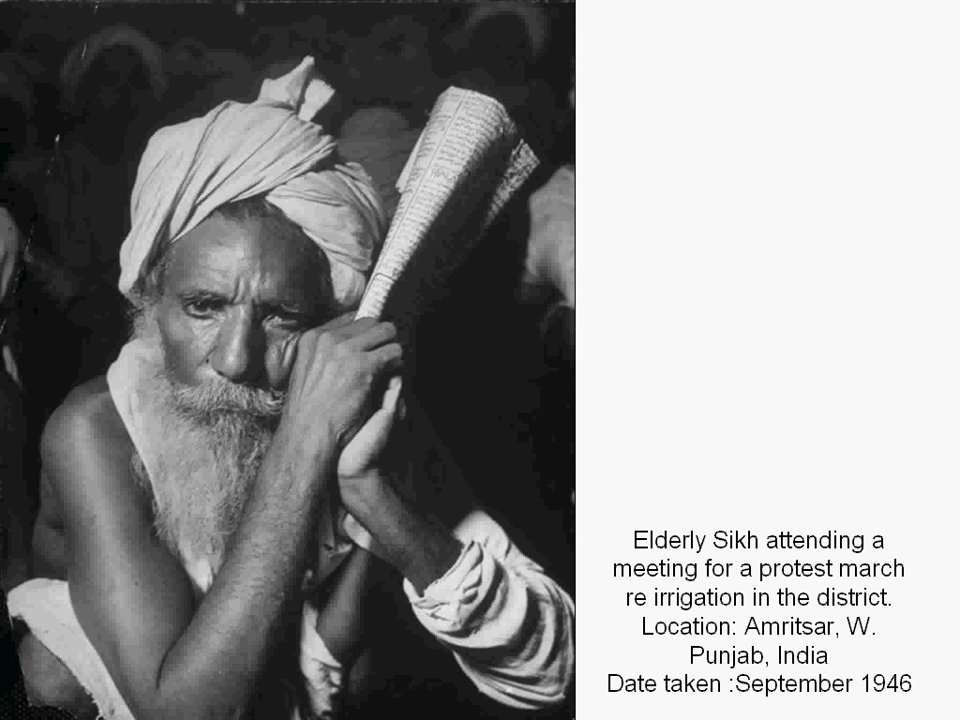 Elderly Sikh attending a
meeting for a protest march
re irrigation in the district.
Location: Amritsar, W.
Punjab, India
Date taken :September 1946